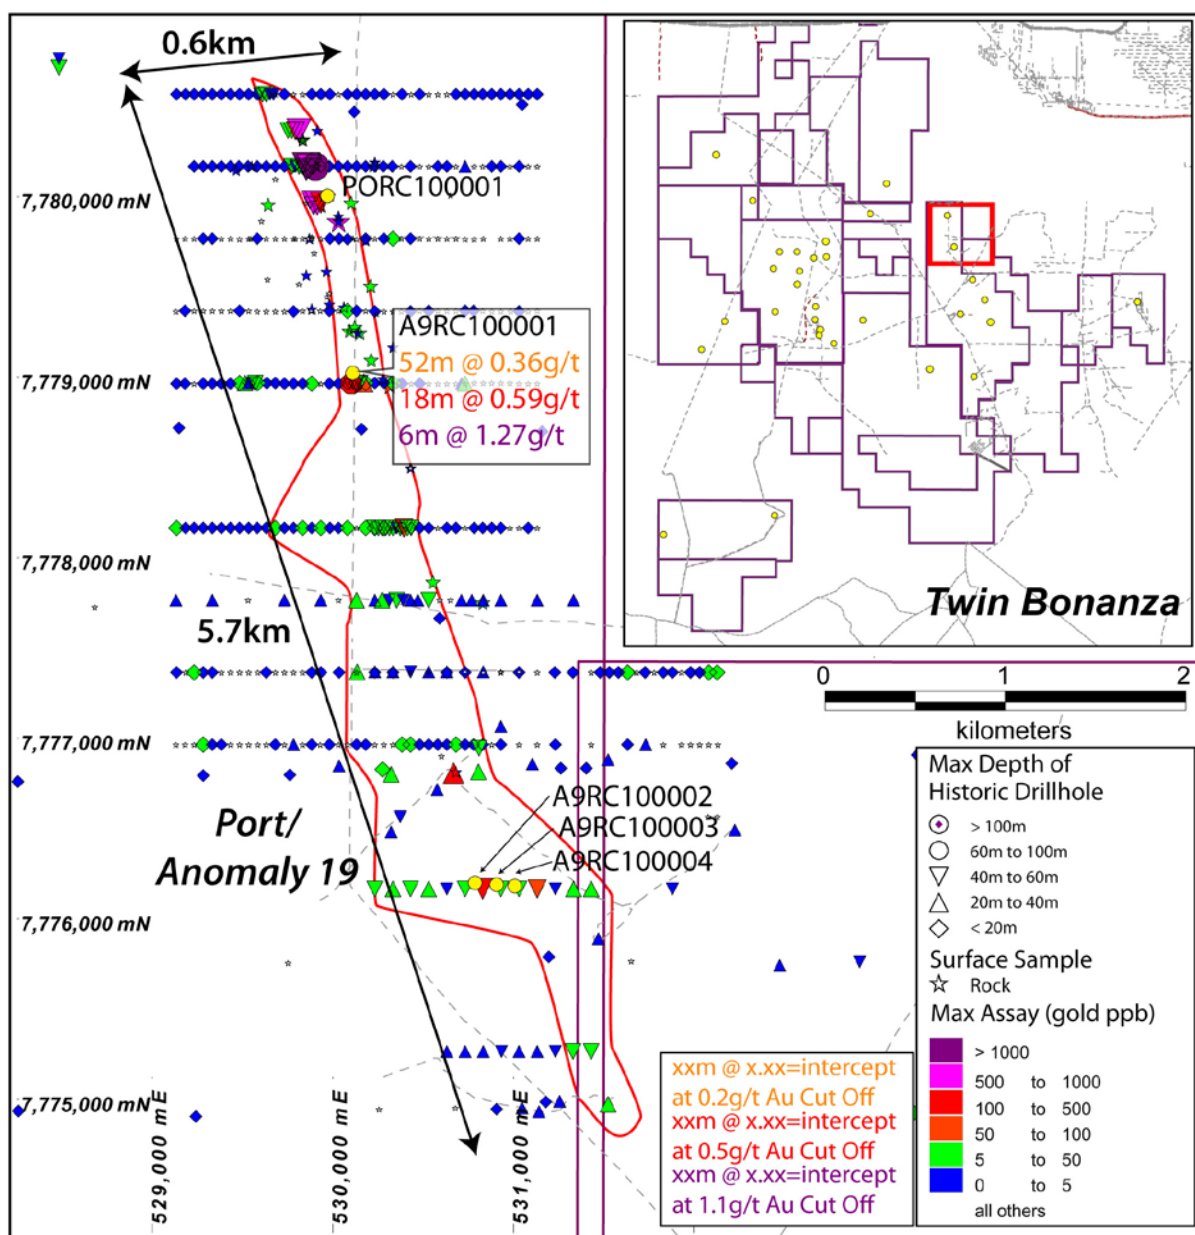 0.6km
7,780,000 mN
PORC100001
A9RC100001
52m @ 0.36g/t
18m @ 0.59g/t
6m @ 1.27g/t
7,779,000 mN
7,778,000 mN
5.7km
7,777,000 mN
Port/
Anomaly 19
A9RC100002
A9RC100003
A9RC100004
7,776,000 mN
7,775,000 mN
529,000 mE
530,000 mE
531,000 mE
Twin Bonanza
0 1 2
kilometers
Max Depth of
Historic Drillhole
> 100m
60m to 100m
40m to 60m
20m to 40m
< 20m
Surface Sample
Rock
Max Assay (gold ppb)
> 1000
500 to 1000
100 to 500
50 to 100
5 to 50
0 to 5
all others
xxm @ x.xx=intercept
at 0.2g/t Au Cut Off
xxm @ x.xx=intercept
at 0.5g/t Au Cut Off
xxm @ x.xx=intercept
at 1.1g/t Au Cut Off